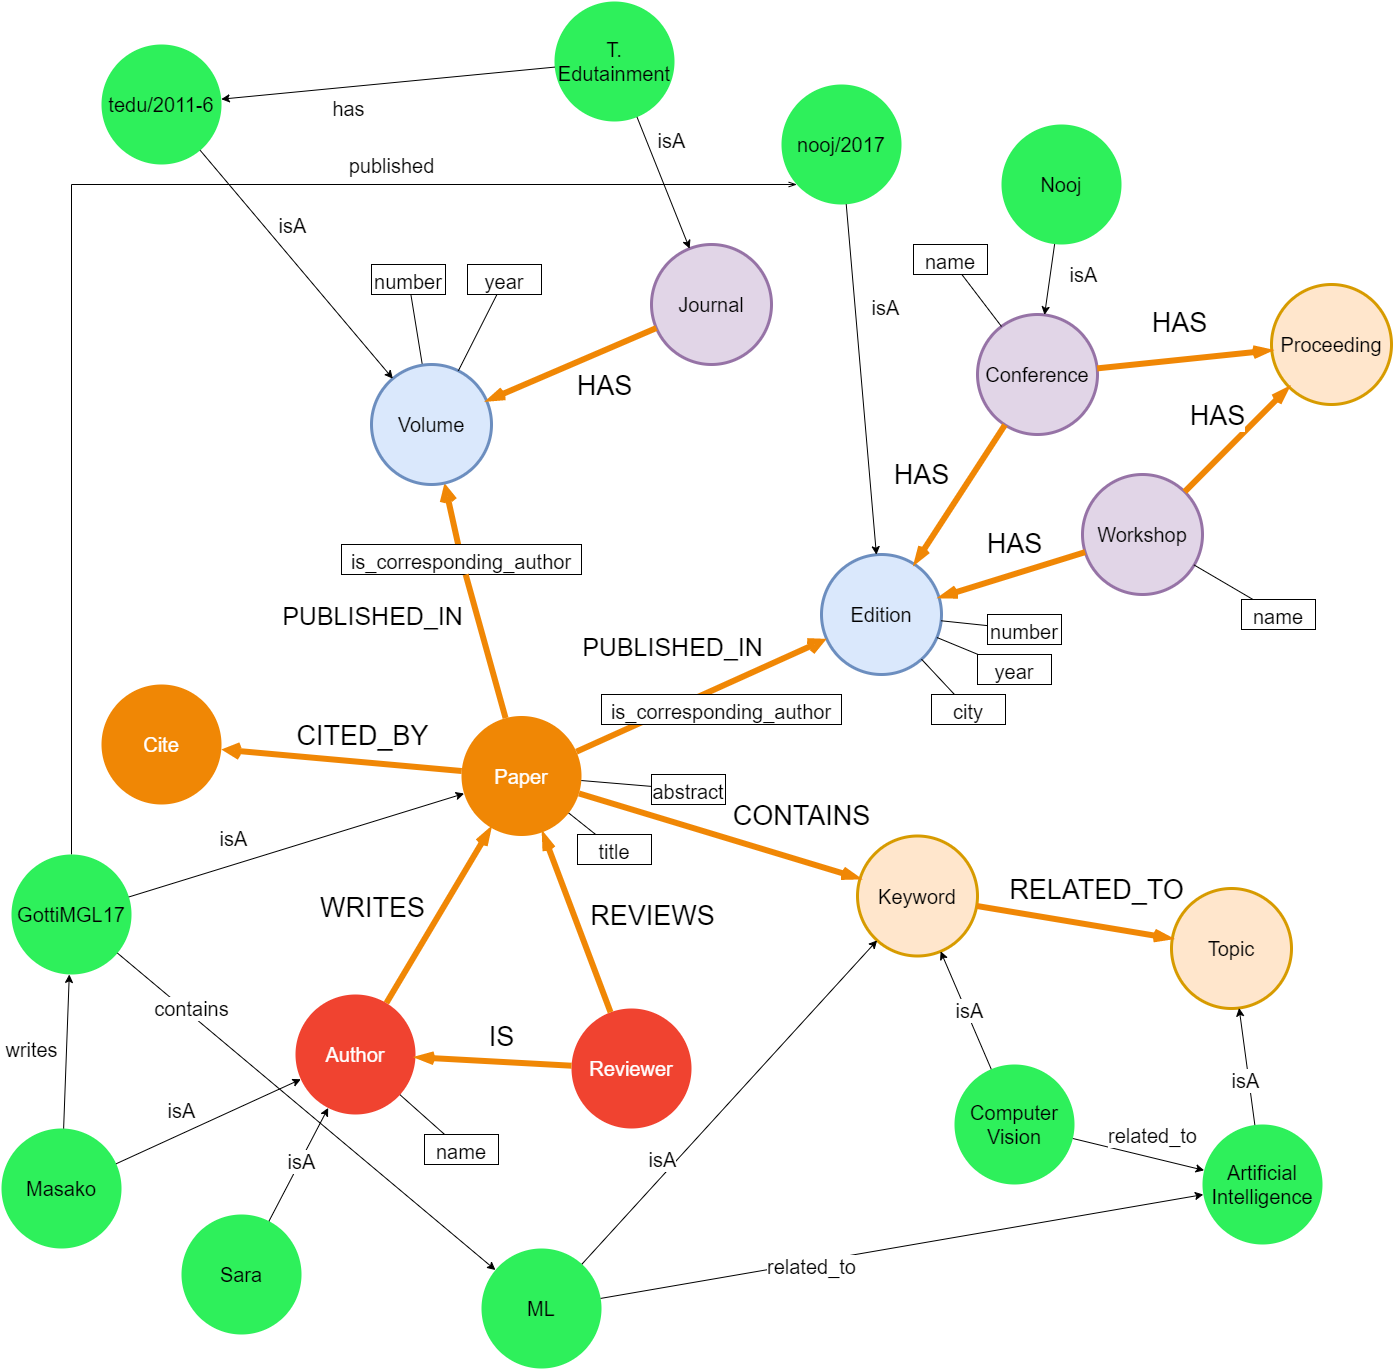 T.
Edutainment
tedu/2011-6
has
isA
nooj/2017
published
Nooj
isA
name
isA
number
year
Journal
isA
HAS
Proceeding
Conference
HAS
Volume
HAS
HAS
Workshop
HAS
is_corresponding_author
PUBLISHED_IN
Edition
name
number
PUBLISHED_IN
year
is_corresponding_author
city
CITED_BY
Cite
Paper
abstract
CONTAINS
isA
title
Keyword
RELATED_TO
GottiMGL17
WRITES
REVIEWS
Topic
contains
isA
IS
writes
Author
Reviewer
isA
isA
Computer
Vision
related_to
name
isA
isA
Masako
Artificial
Intelligence
Sara
related_to
ML